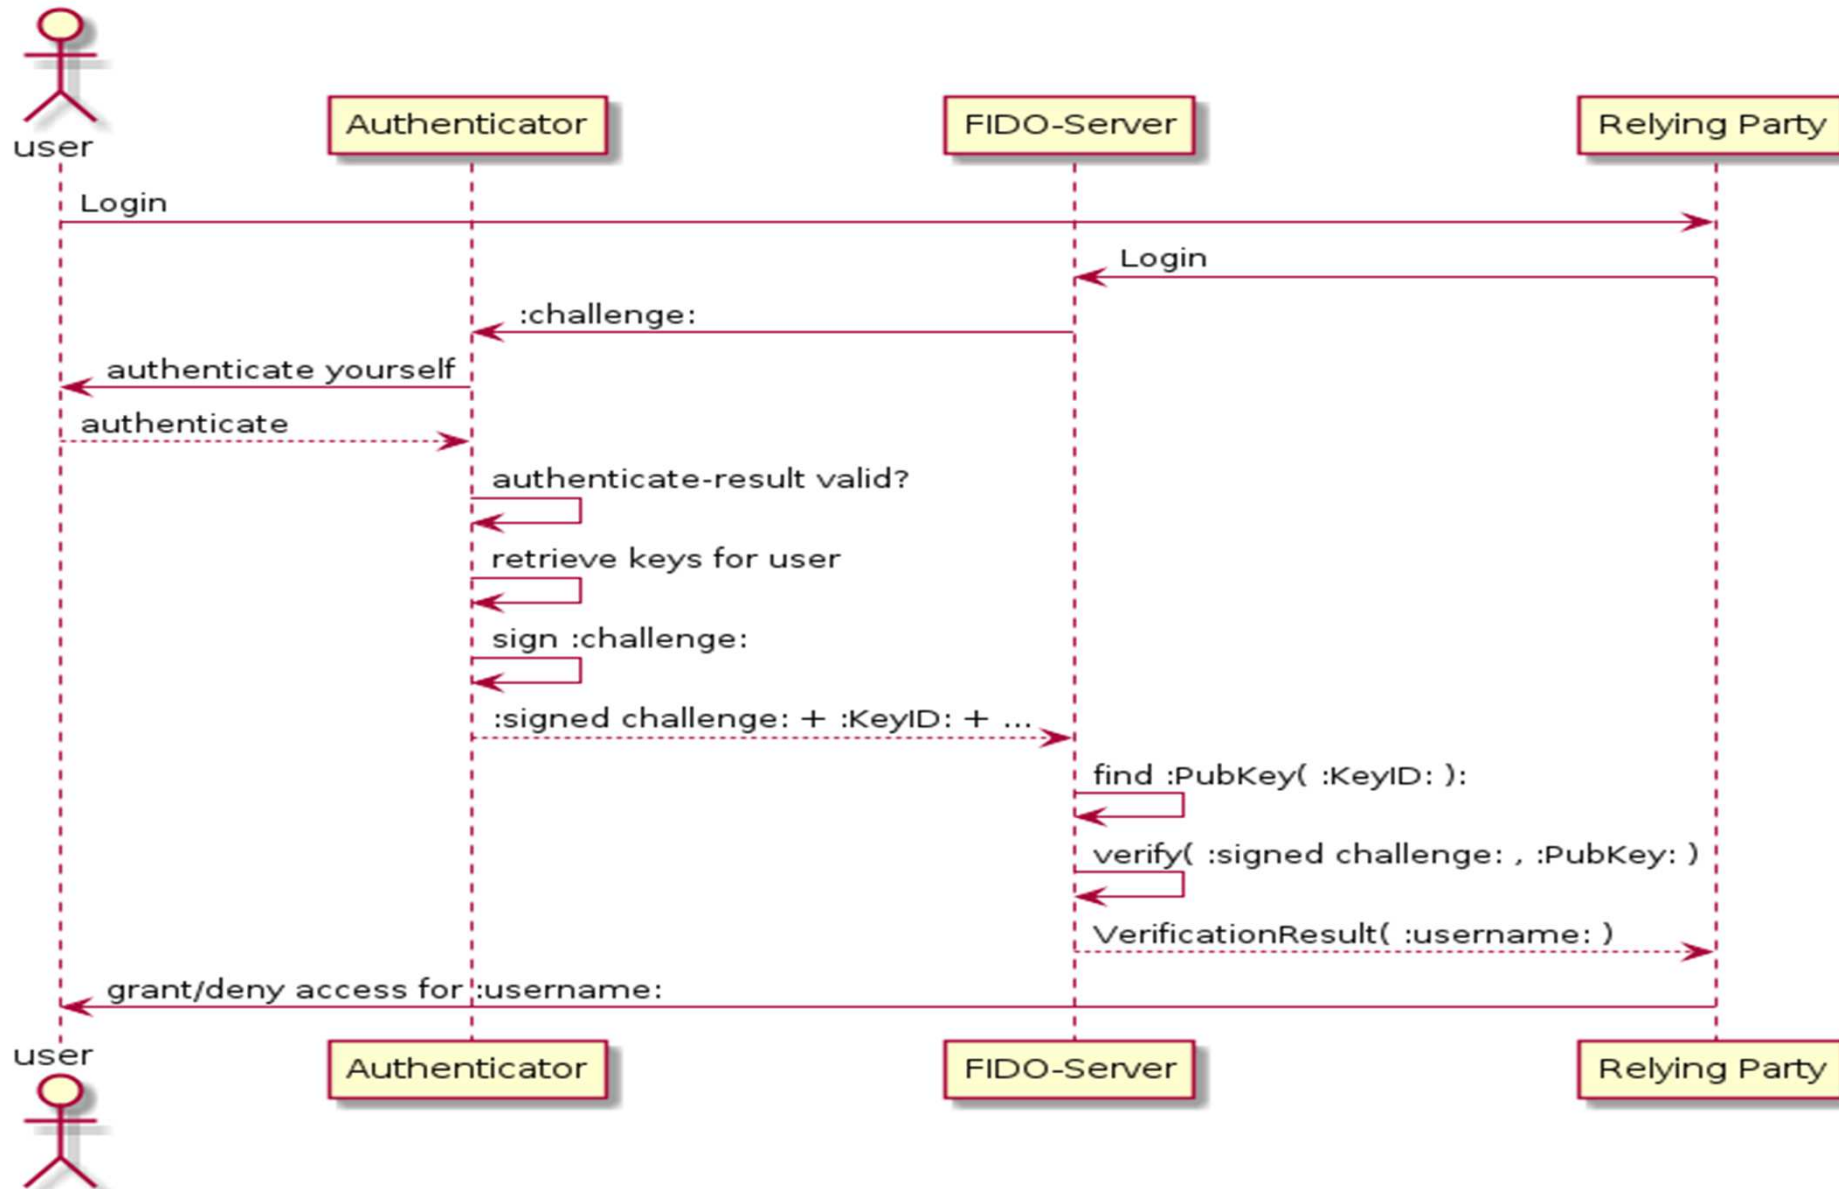 user
Authenticator
FIDO-Server
Relying Party
Login
Login
:challenge:
authenticate yourself
authenticate
authenticate-result valid?
retrieve keys for user
sign :challenge:
:signed challenge: + :KeyID: + ...
find :PubKey( :KeyID: ):
verify( :signed challenge: , :PubKey: )
VerificationResult( :username: )
grant/deny access for :username:
user
Authenticator
FIDO-Server
Relying Party